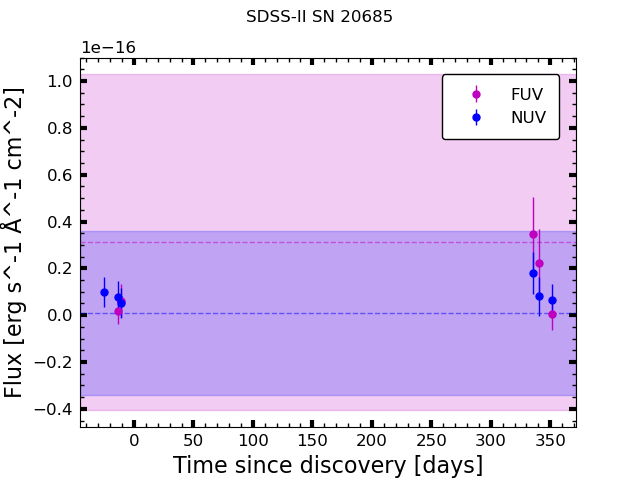 SDSS-II SN 20685
1e−16
Flux [erg s^-1 Å^-1 cm^-2]
1.0
0.8
0.6
0.4
0.2
0.0
−0.2
−0.4
FUV
NUV
0 50 100 150 200 250 300 350
Time since discovery [days]